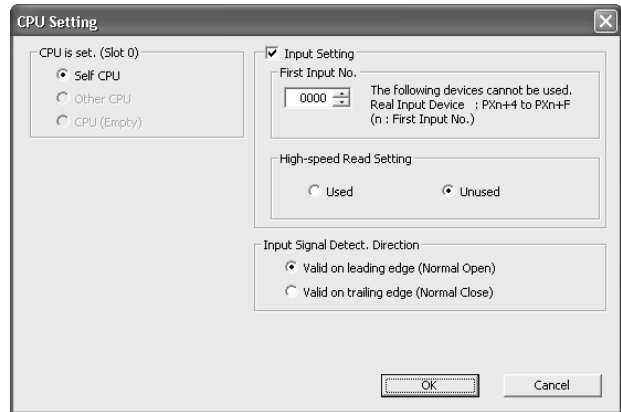 CPU Setting
CPU is set. (Slot 0)
Self CPU
Other CPU
CPU (Empty)
Input Setting
First Input No.
0000
The following devices cannot be used.
Real Input Device : PXn+4 to PXn+F
(n : First Input No.)
High-speed Read Setting
Used
Unused
Input Signal Detect. Direction
Valid on leading edge (Normal Open)
Valid on trailing edge (Normal Close)
OK
Cancel